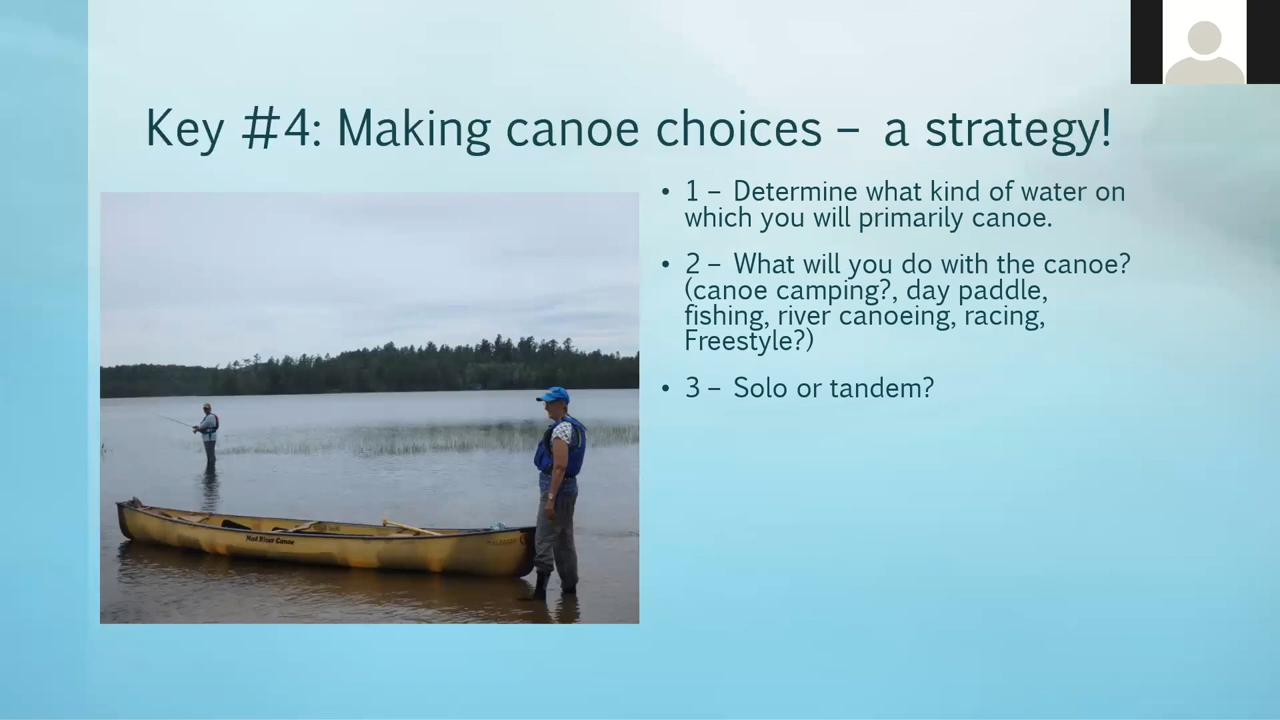 Key #4: Making canoe choices – a strategy!
• 1 – Determine what kind of water on
which you will primarily canoe.
• 2 – What will you do with the canoe?
(canoe camping?, day paddle,
fishing, river canoeing, racing,
Freestyle?)
• 3 – Solo or tandem?
Mad River Canoe